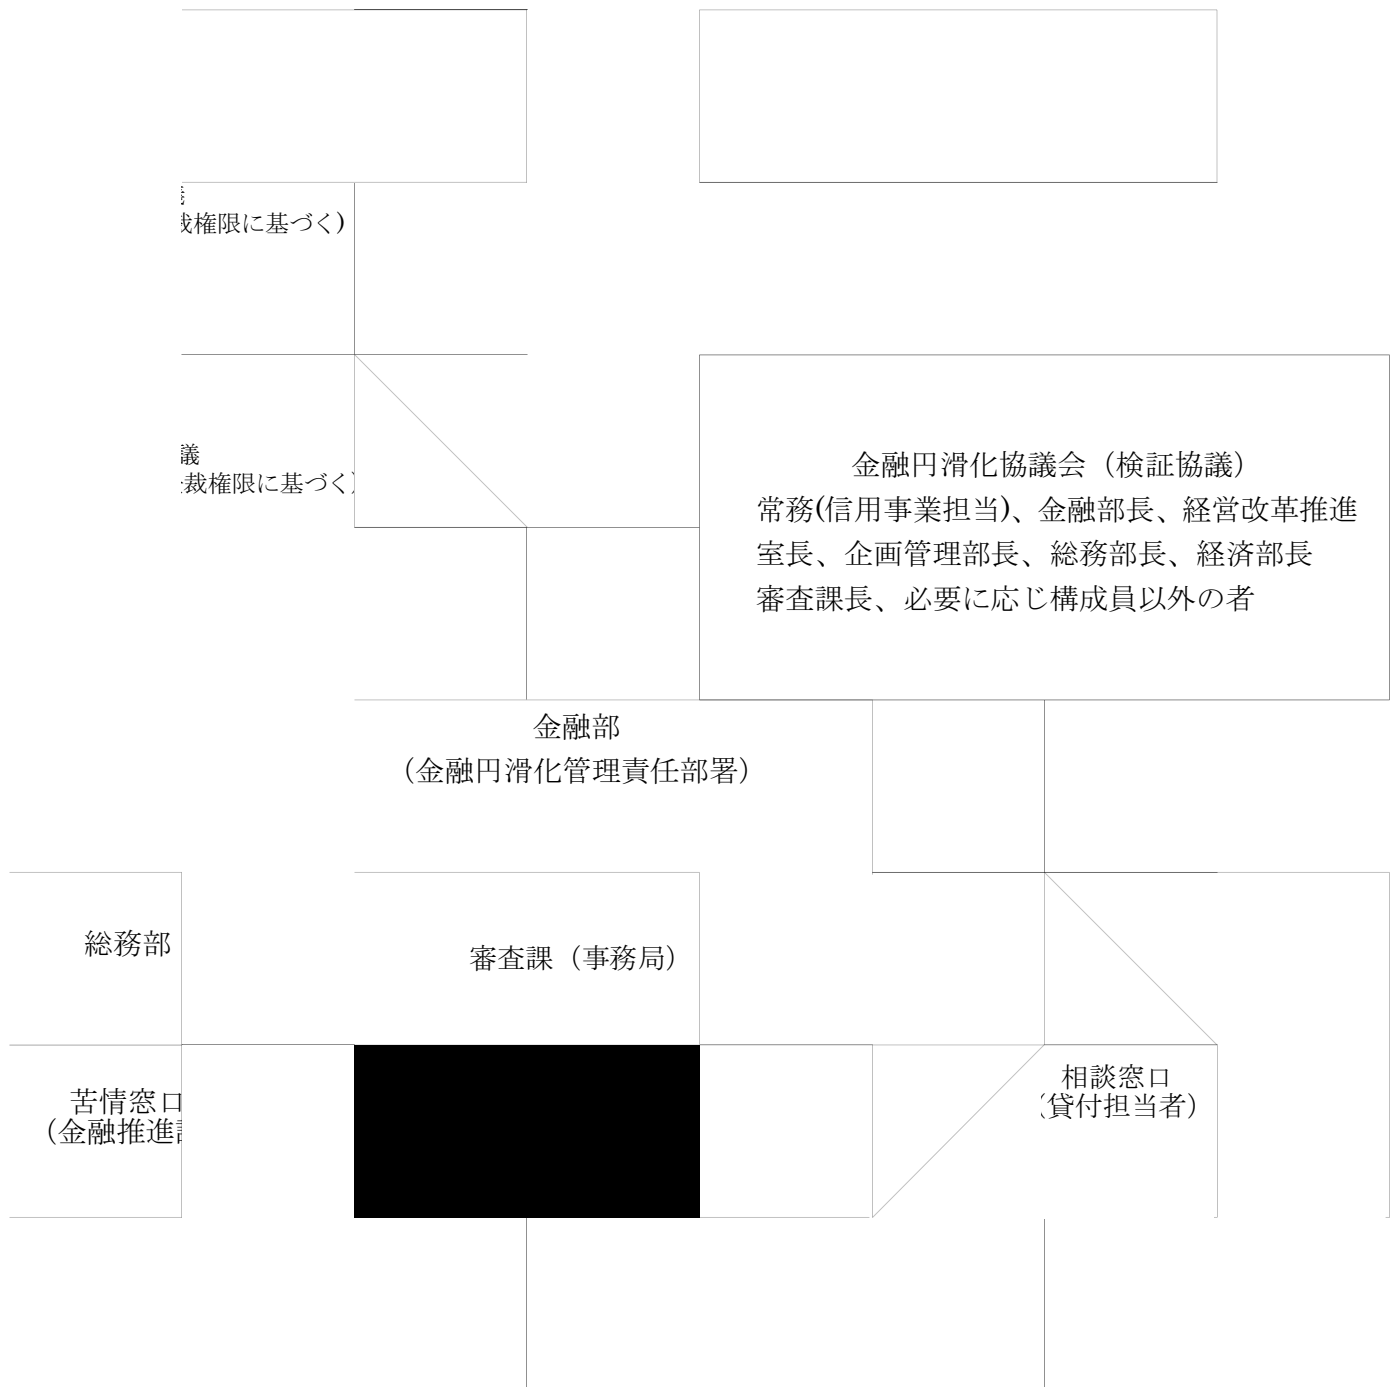 議
裁権限に基づく)
議
裁権限に基づく)
金融円滑化協議会（検証協議）
常務(信用事業担当)、金融部長、経営改革推進
室長、企画管理部長、総務部長、経済部長
審査課長、必要に応じ構成員以外の者
金融部
（金融円滑化管理責任部署）
総務部
審査課（事務局）
苦情窓口
（金融推進
相談窓口
（貸付担当者）